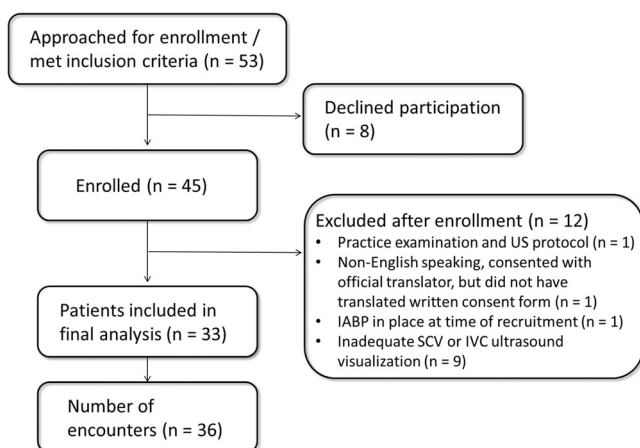 Approached for enrollment /
met inclusion criteria (n = 53)
Declined participation
(n = 8)
Enrolled (n = 45)
Excluded after enrollment (n = 12)
• Practice examination and US protocol (n = 1)
• Non-English speaking, consented with
official translator, but did not have
translated written consent form (n = 1)
• IABP in place at time of recruitment (n = 1)
• Inadequate SCV or IVC ultrasound
visualization (n = 9)
Patients included in
final analysis (n = 33)
Number of
encounters (n = 36)